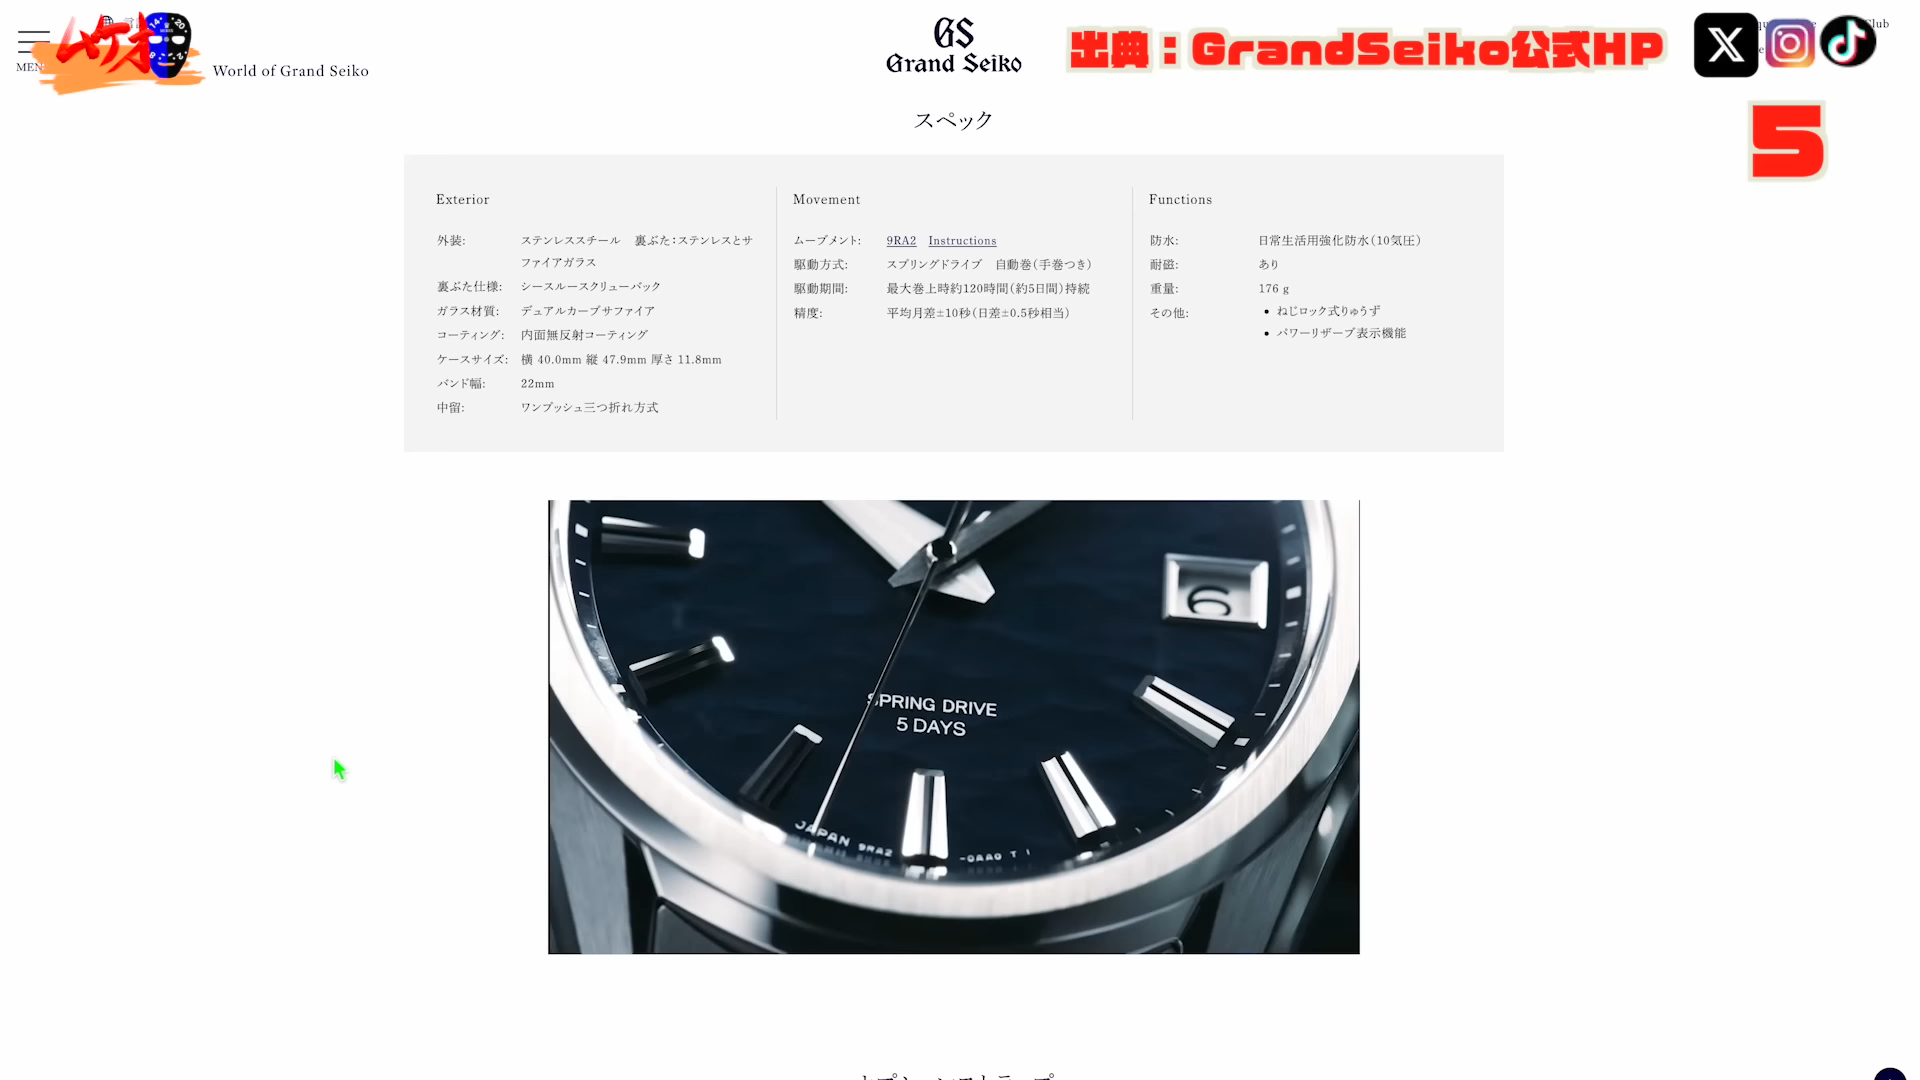 MEN
World of Grand Seiko
GS
Grand Seiko
出典：GrandSeiko公式HP
Club
スペック
5
Exterior
外装: ステンレススチール 裏ぶた：ステンレスとサ
ファイアガラス
裏ぶた仕様: シースルースクリューバック
ガラス材質: デュアルカーブサファイア
コーティング: 内面無反射コーティング
ケースサイズ: 横 40.0mm 縦 47.9mm 厚さ 11.8mm
バンド幅: 22mm
中留: ワンプッシュ三つ折れ方式
Movement
ムーブメント: 9RA2 Instructions
駆動方式: スプリングドライブ 自動巻（手巻つき）
駆動期間: 最大巻上時約120時間（約5日間）持続
精度: 平均月差±10秒（日差±0.5秒相当）
Functions
防水: 日常生活用強化防水（10気圧）
耐磁: あり
重量: 176 g
その他: • ねじロック式りゅうず
• パワーリザーブ表示機能
6
SPRING DRIVE
5 DAYS
JAPAN 9RA2 -0AA0 T